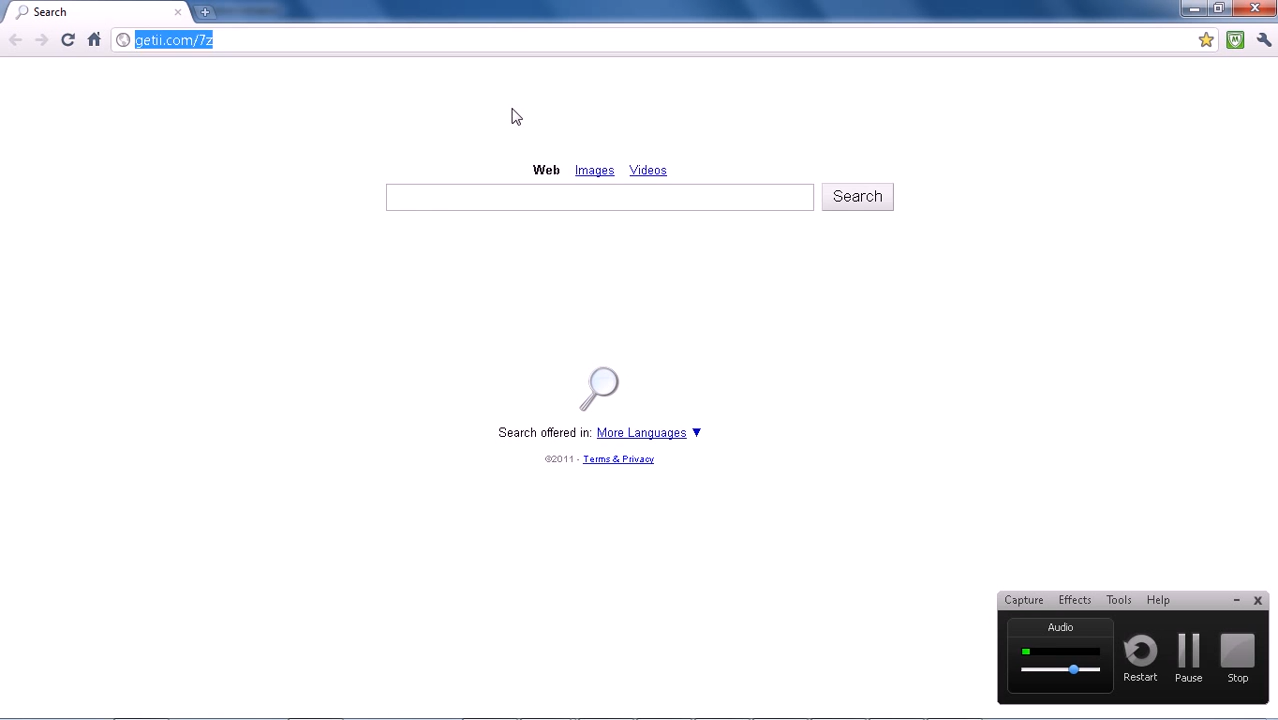 Search
getii.com/7z
Web Images Videos
Search
Search offered in: More Languages ▼
©2011 - Terms & Privacy
Capture Effects Tools Help
Audio
Restart Pause Stop